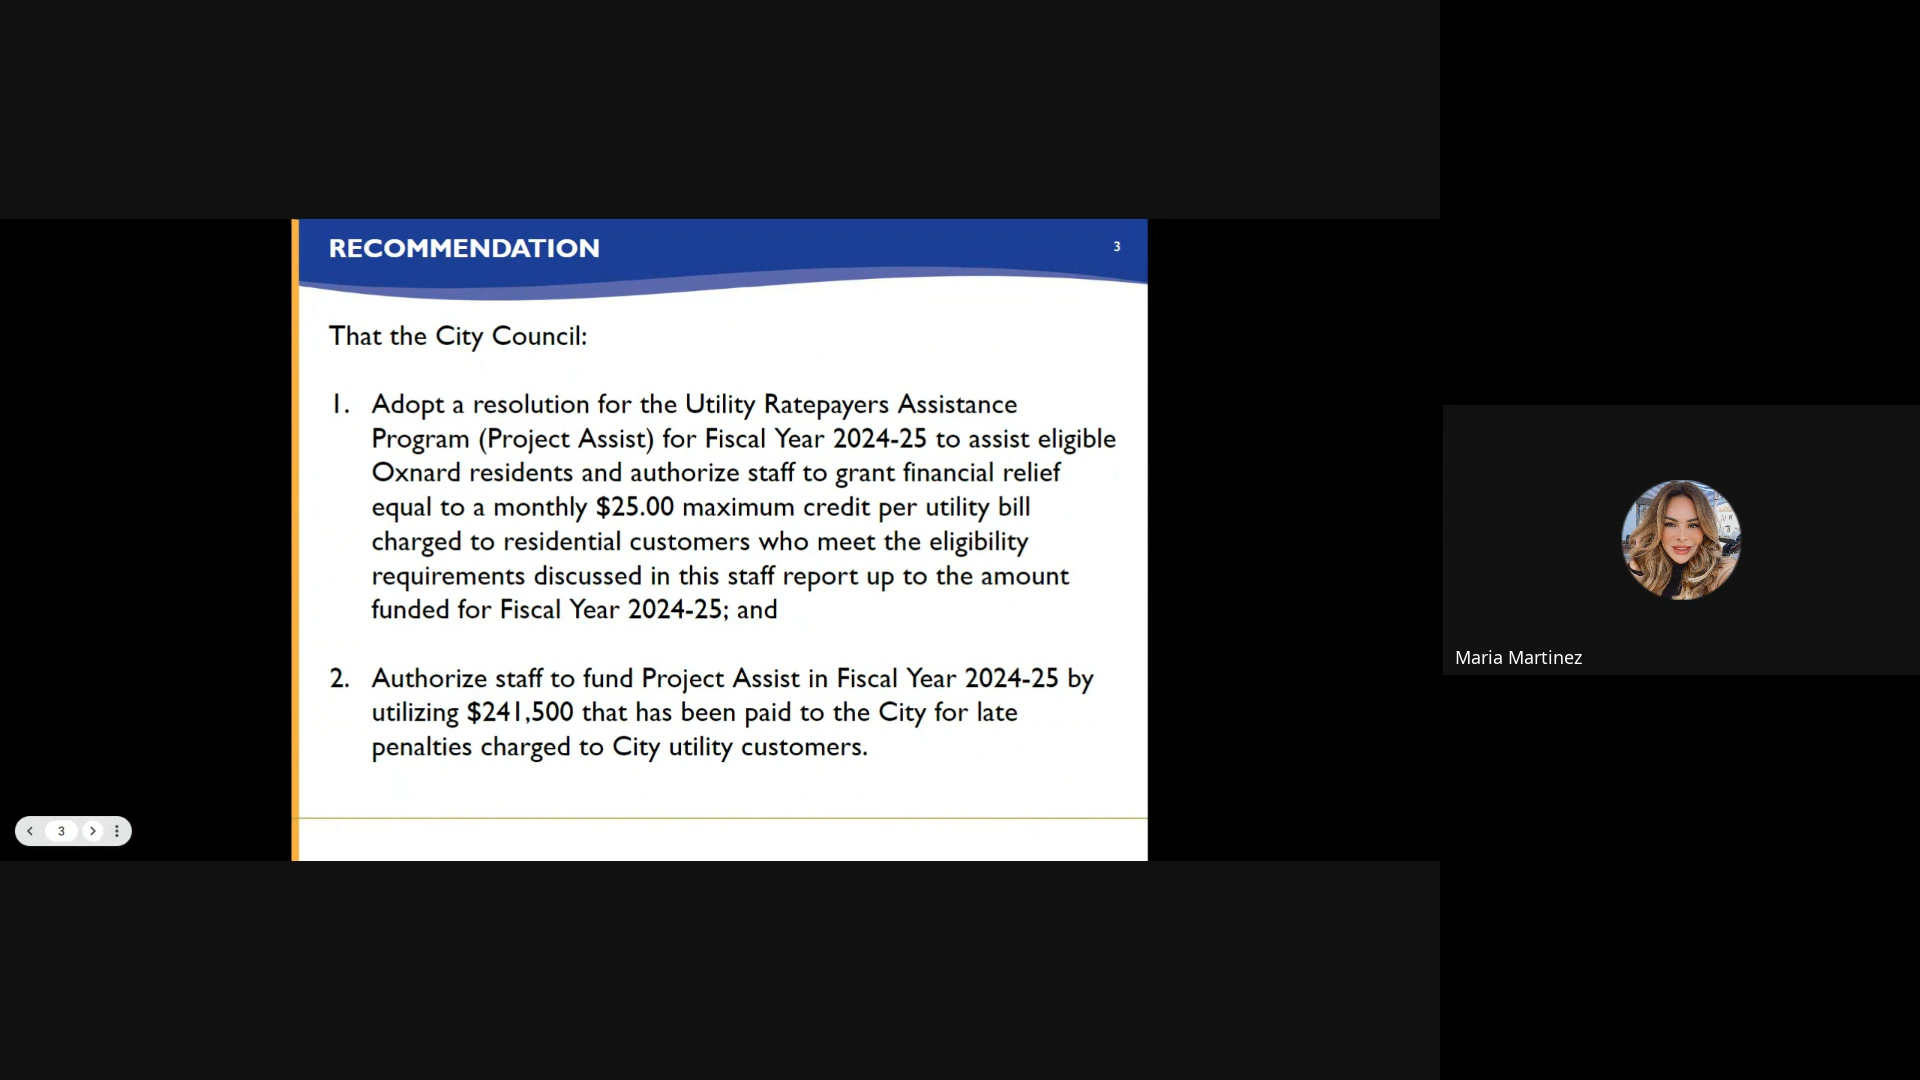 RECOMMENDATION
3
That the City Council:
1. Adopt a resolution for the Utility Ratepayers Assistance
Program (Project Assist) for Fiscal Year 2024-25 to assist eligible
Oxnard residents and authorize staff to grant financial relief
equal to a monthly $25.00 maximum credit per utility bill
charged to residential customers who meet the eligibility
requirements discussed in this staff report up to the amount
funded for Fiscal Year 2024-25; and
2. Authorize staff to fund Project Assist in Fiscal Year 2024-25 by
utilizing $241,500 that has been paid to the City for late
penalties charged to City utility customers.
Maria Martinez
3